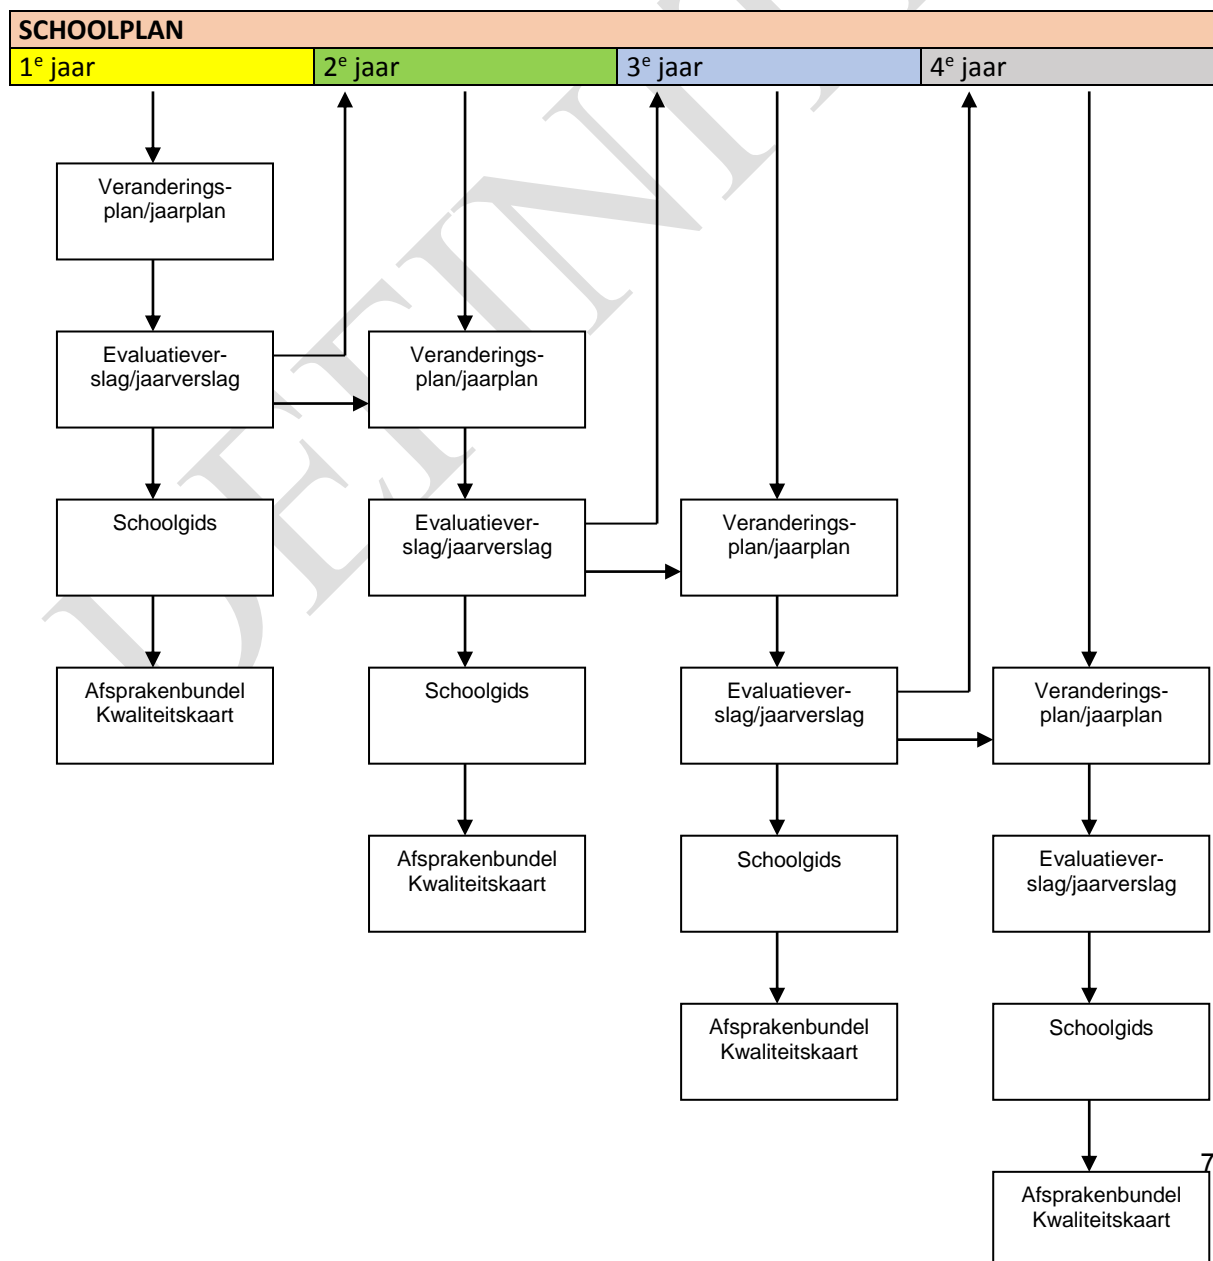 SCHOOLPLAN
1e jaar
2e jaar
3e jaar
4e jaar
Veranderings-
plan/jaarplan
Evaluatiever-
slag/jaarverslag
Veranderings-
plan/jaarplan
Schoolgids
Evaluatiever-
slag/jaarverslag
Veranderings-
plan/jaarplan
Afsprakenbundel
Kwaliteitskaart
Schoolgids
Evaluatiever-
slag/jaarverslag
Veranderings-
plan/jaarplan
Afsprakenbundel
Kwaliteitskaart
Schoolgids
Evaluatiever-
slag/jaarverslag
Afsprakenbundel
Kwaliteitskaart
Schoolgids
7
Afsprakenbundel
Kwaliteitskaart